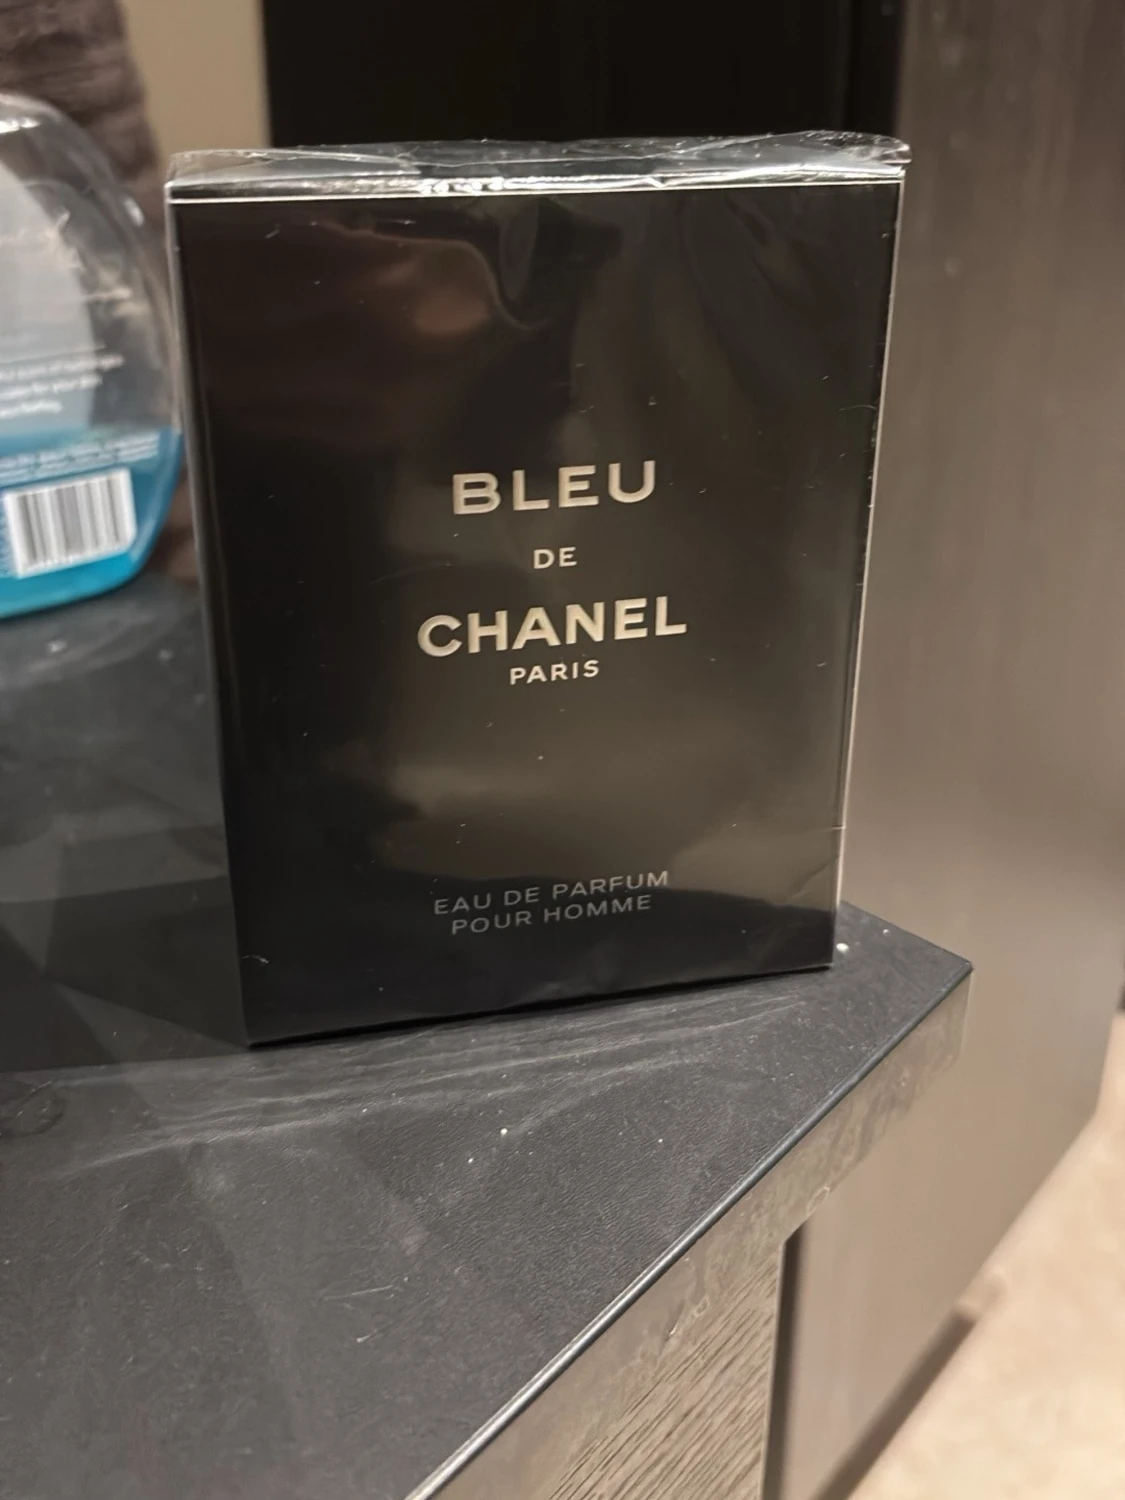 BLEU
DE
CHANEL
PARIS
EAU DE PARFUM
POUR HOMME